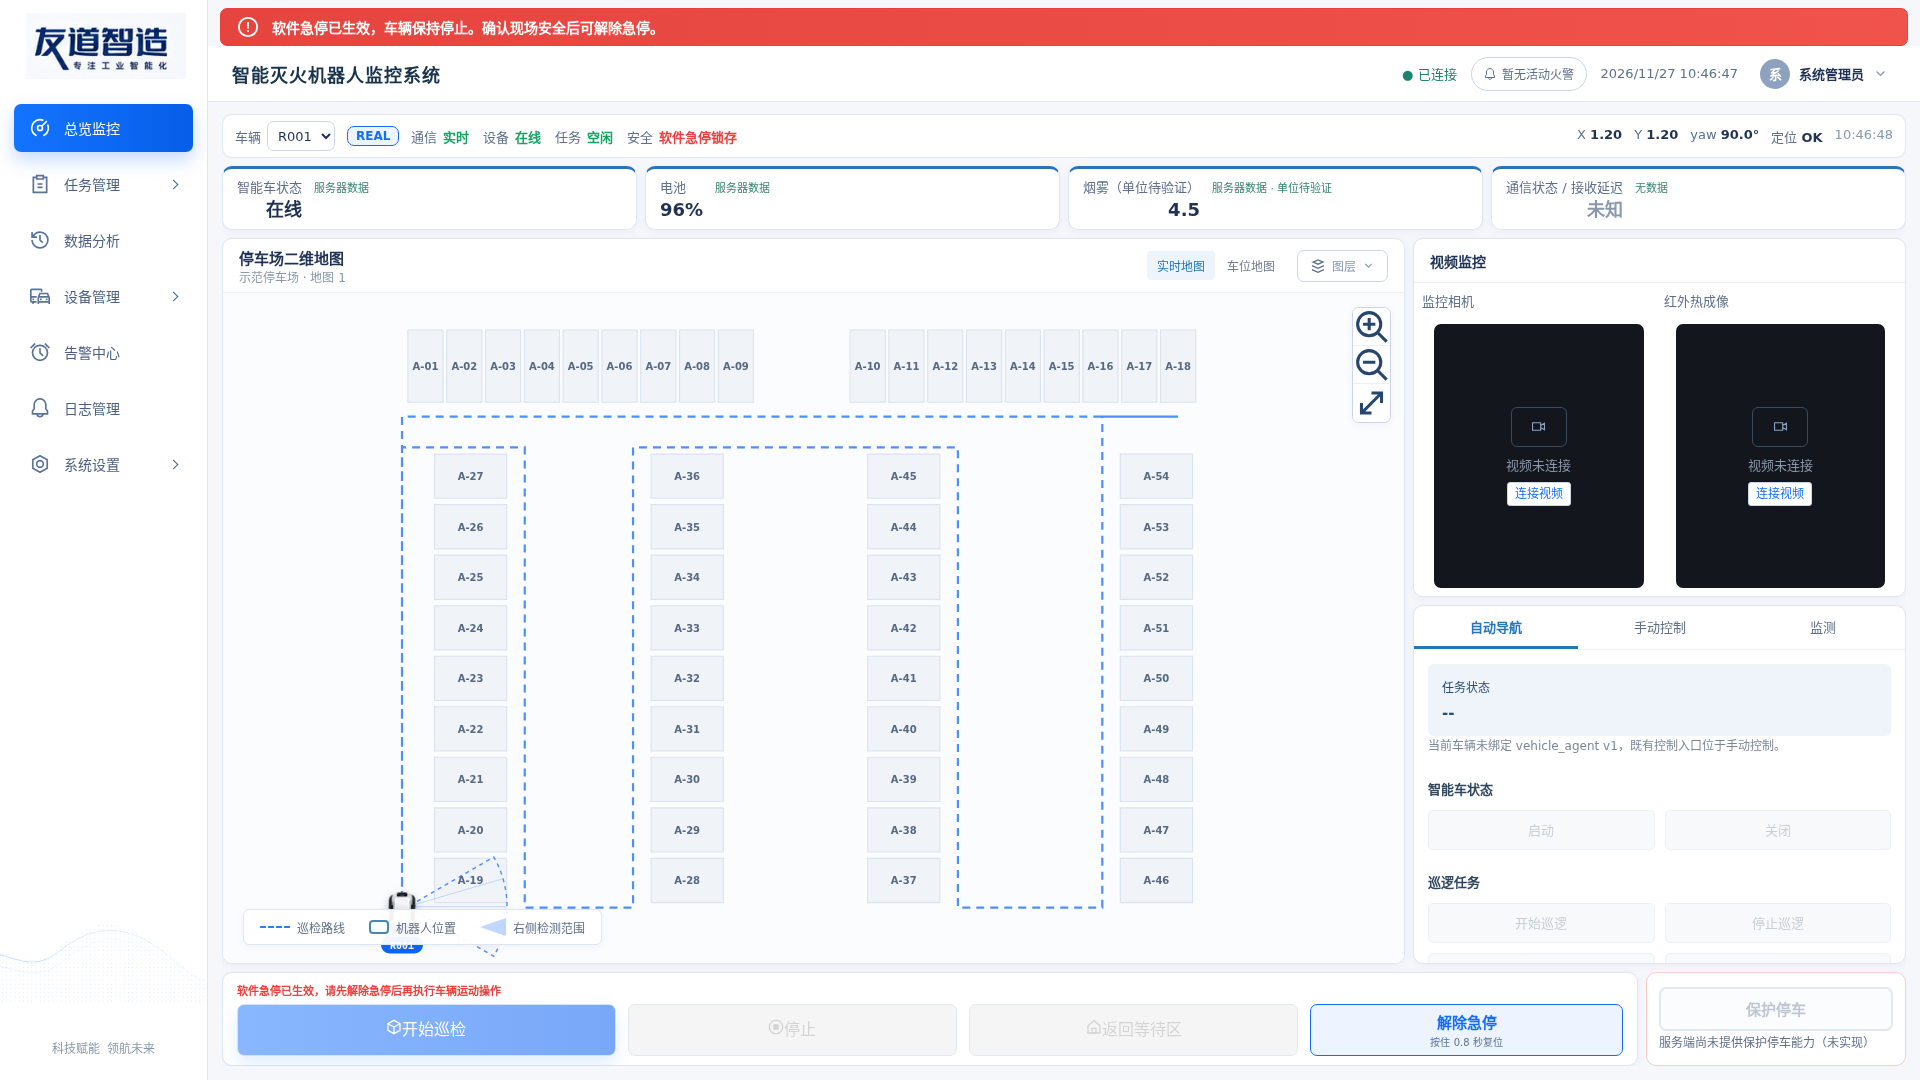 友道智造
专注工业智能化
总览监控
任务管理
数据分析
设备管理
告警中心
日志管理
系统设置
科技赋能 领航未来
软件急停已生效，车辆保持停止。确认现场安全后可解除急停。
智能灭火机器人监控系统
已连接
暂无活动火警
2026/11/27 10:46:47
系
系统管理员
车辆 R001 REAL 通信 实时 设备 在线 任务 空闲 安全 软件急停锁存
X 1.20 Y 1.20 yaw 90.0° 定位 OK 10:46:48
智能车状态 服务器数据
在线
电池 服务器数据
96%
烟雾（单位待验证） 服务器数据 · 单位待验证
4.5
通信状态 / 接收延迟 无数据
未知
停车场二维地图
示范停车场 · 地图 1
实时地图 车位地图 图层
A-01 A-02 A-03 A-04 A-05 A-06 A-07 A-08 A-09 A-10 A-11 A-12 A-13 A-14 A-15 A-16 A-17 A-18
A-27 A-36 A-45 A-54
A-26 A-35 A-44 A-53
A-25 A-34 A-43 A-52
A-24 A-33 A-42 A-51
A-23 A-32 A-41 A-50
A-22 A-31 A-40 A-49
A-21 A-30 A-39 A-48
A-20 A-29 A-38 A-47
A-19 A-28 A-37 A-46
巡检路线 机器人位置 右侧检测范围
R001
视频监控
监控相机 红外热成像
视频未连接 视频未连接
连接视频 连接视频
自动导航 手动控制 监测
任务状态
--
当前车辆未绑定 vehicle_agent v1，既有控制入口位于手动控制。
智能车状态
启动 关闭
巡逻任务
开始巡逻 停止巡逻
软件急停已生效，请先解除急停后再执行车辆运动操作
开始巡检 停止 返回等待区 解除急停
按住 0.8 秒复位
保护停车
服务端尚未提供保护停车能力（未实现）